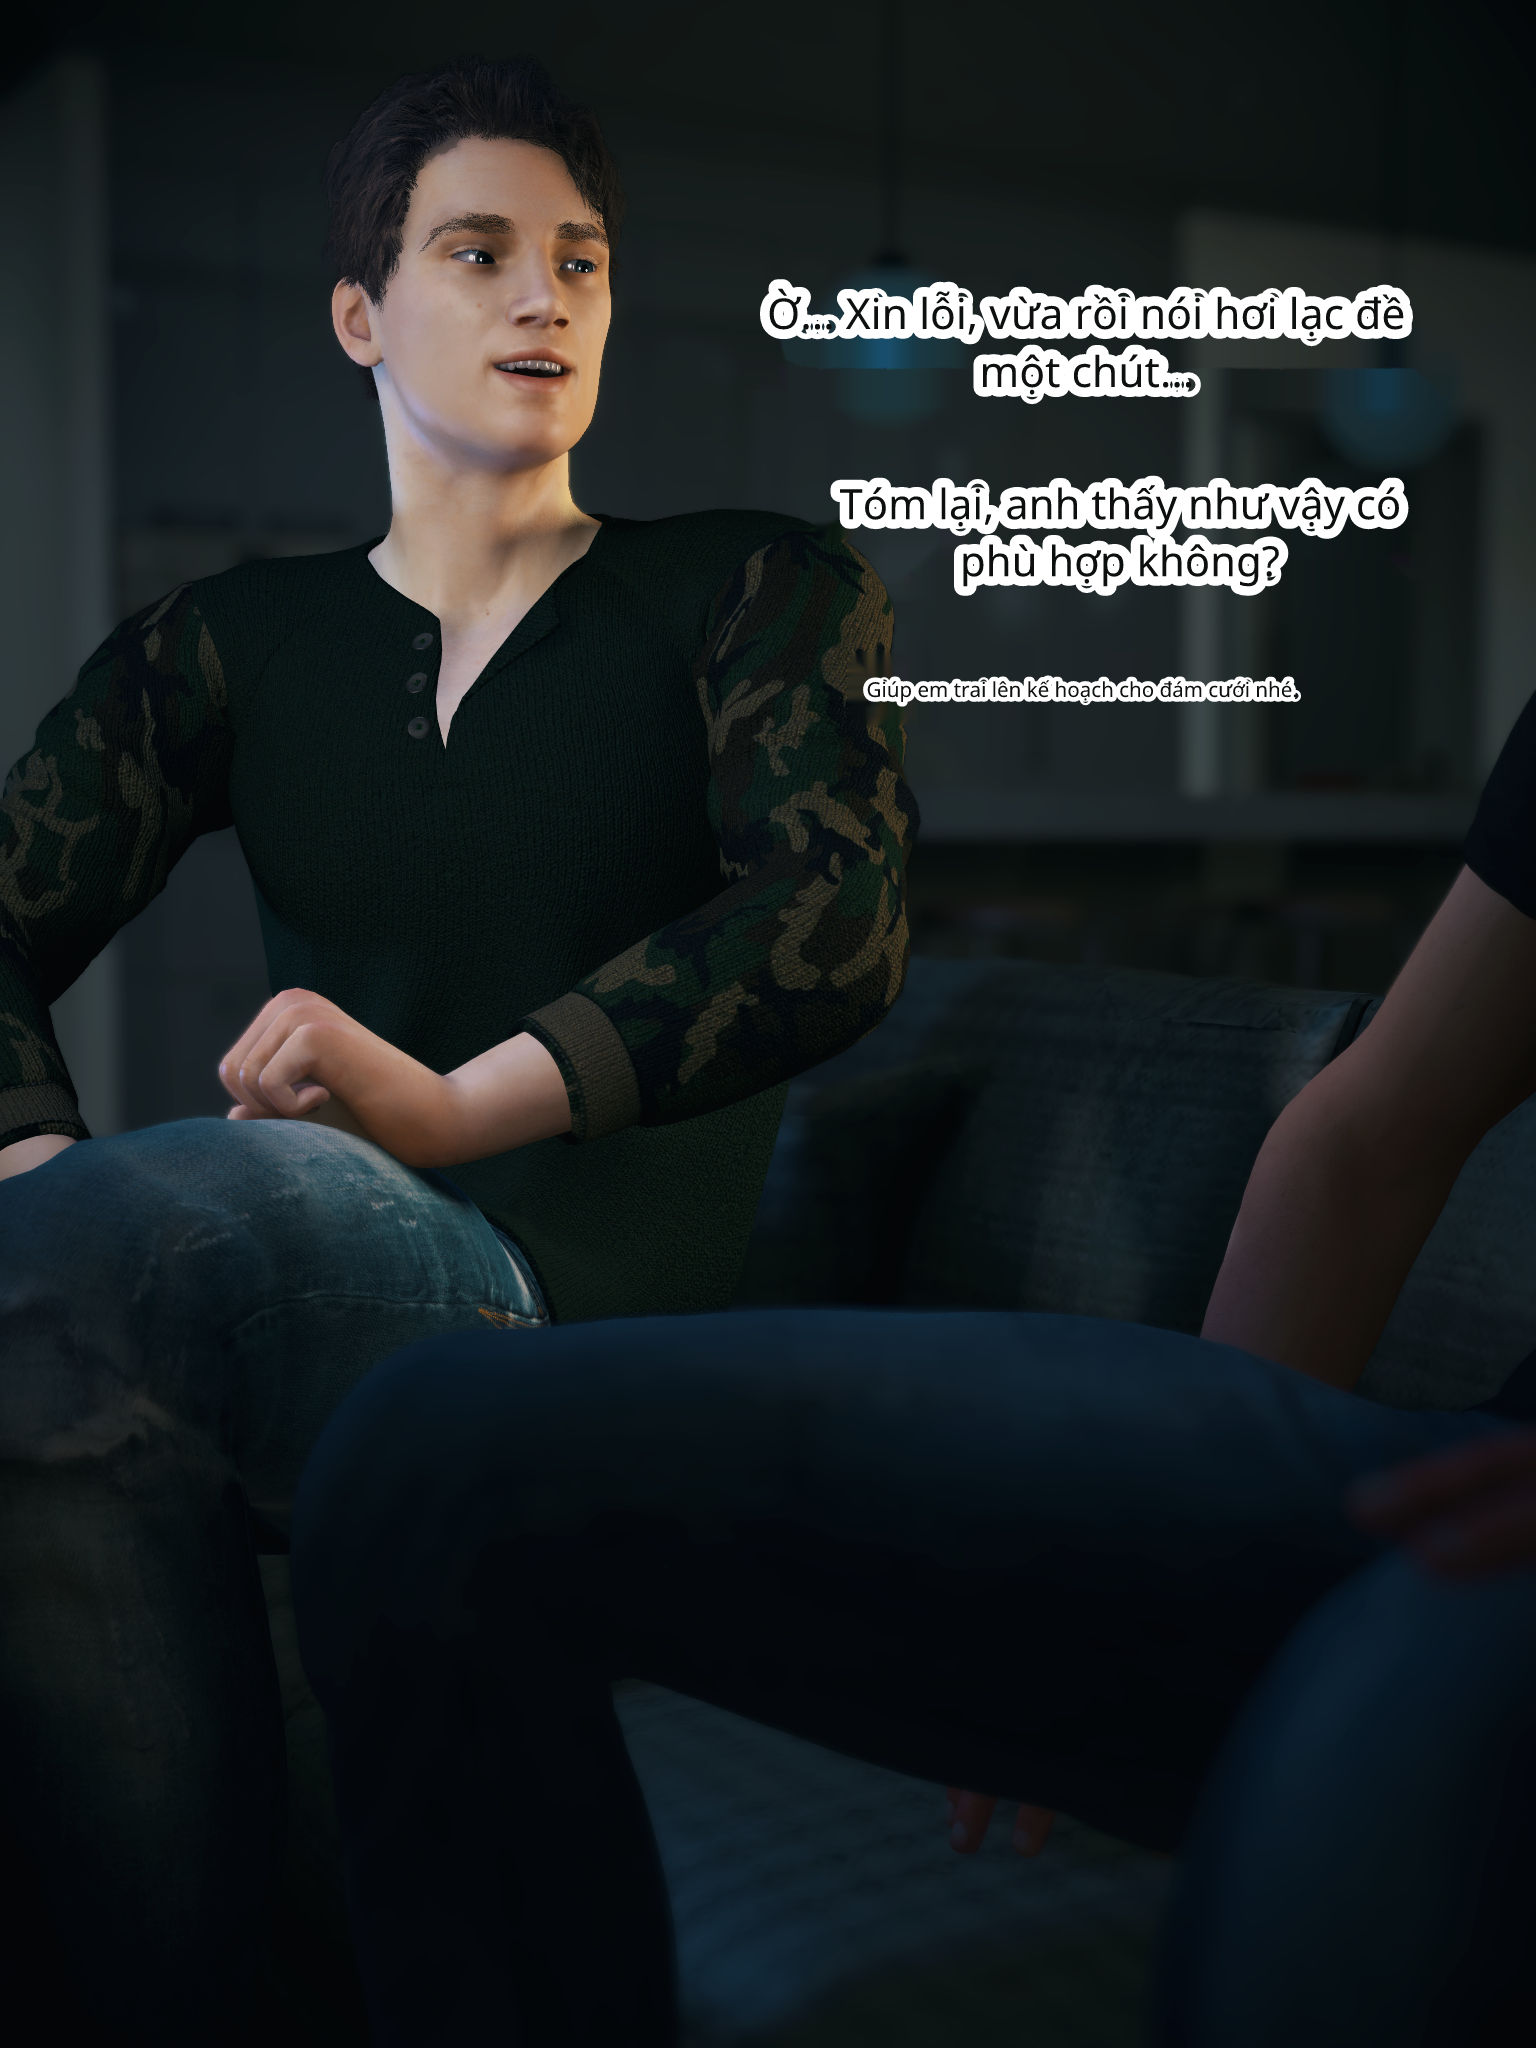 Ờ... Xin lỗi, vừa rồi nói hơi lạc đề
một chút...
Tóm lại, anh thấy như vậy có
phù hợp không?
Giúp em trai lên kế hoạch cho đám cưới nhé.